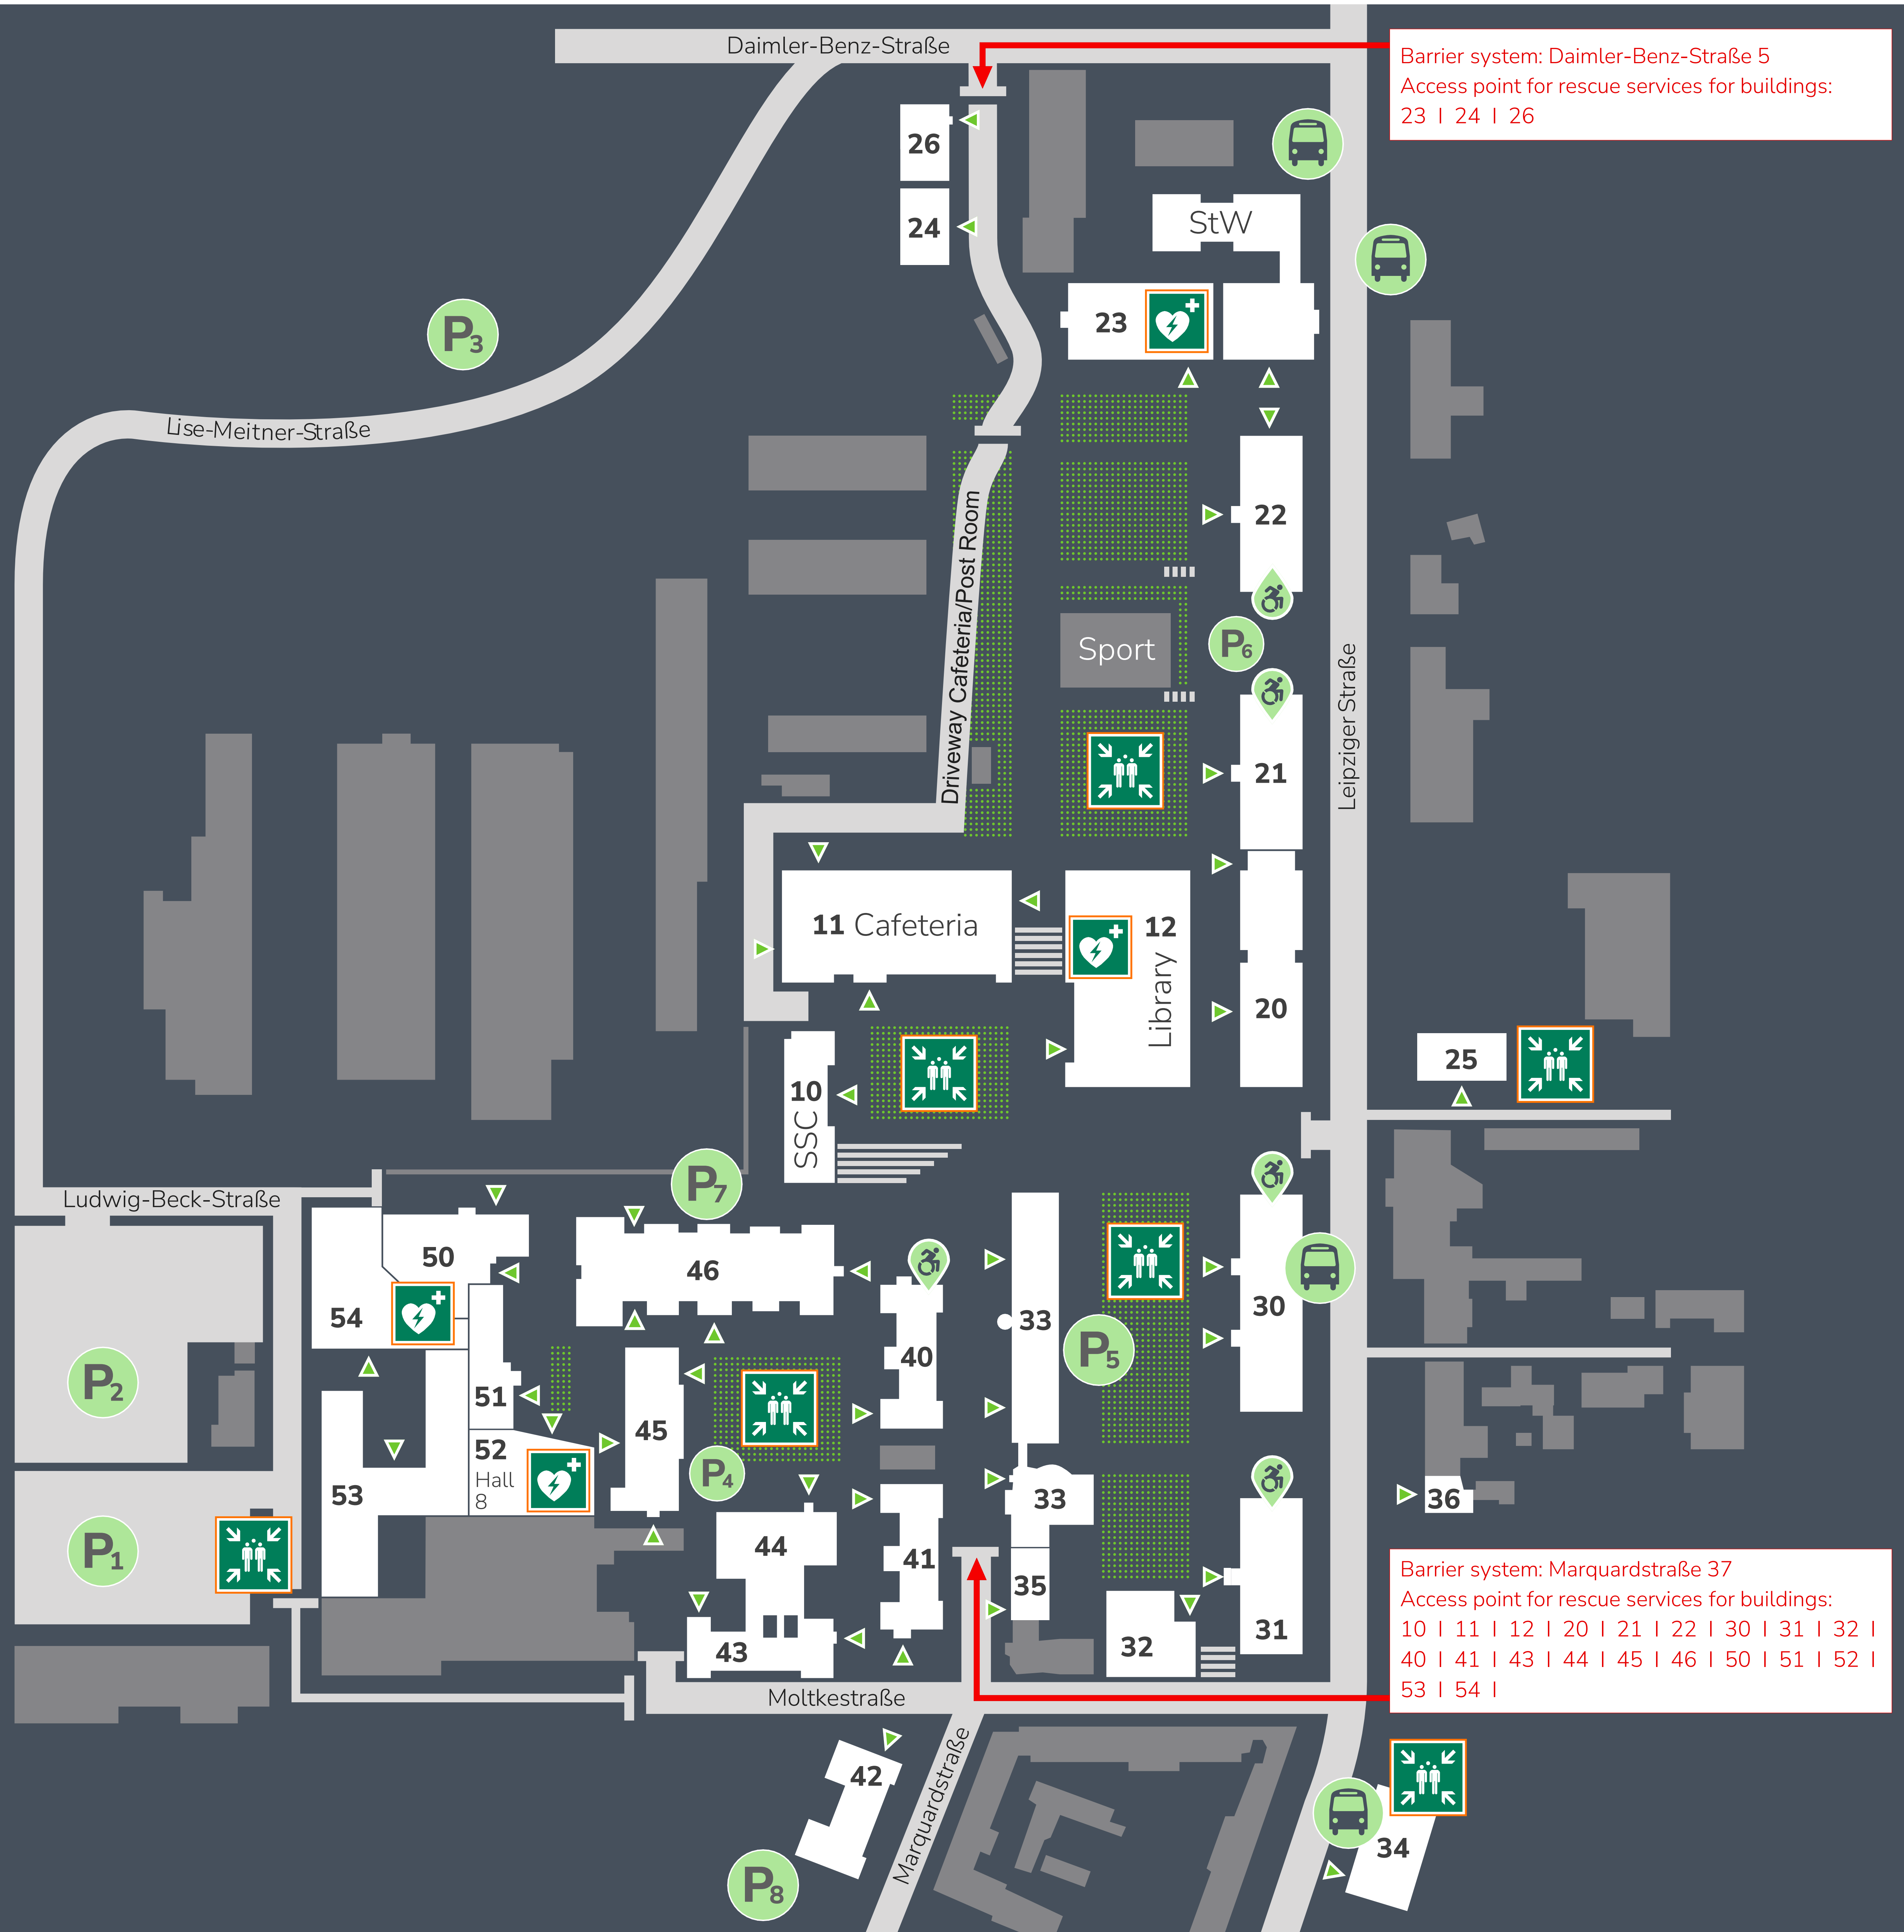 Daimler-Benz-Straße
Barrier system: Daimler-Benz-Straße 5
Access point for rescue services for buildings:
23 I 24 I 26
26
24
StW
23
P3
Lise-Meitner-Straße
22
Driveway Cafeteria/Post Room
Sport
P6
Leipziger Straße
21
11 Cafeteria
12
Library
20
10
SSC
25
P7
Ludwig-Beck-Straße
50
46
54
33
30
40
P5
P2
51
45
52
Hall
8
P4
53
33
36
P1
44
41
35
31
32
43
Barrier system: Marquardstraße 37
Access point for rescue services for buildings:
10 I 11 I 12 I 20 I 21 I 22 I 30 I 31 I 32 I
40 I 41 I 43 I 44 I 45 I 46 I 50 I 51 I 52 I
53 I 54 I
Moltkestraße
Marquardstraße
42
34
P8